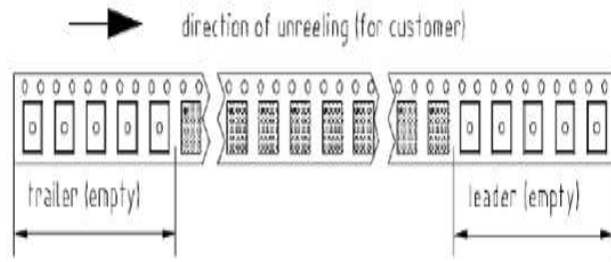 direction of unreeling (for customer)
trailer (empty)
leader (empty)